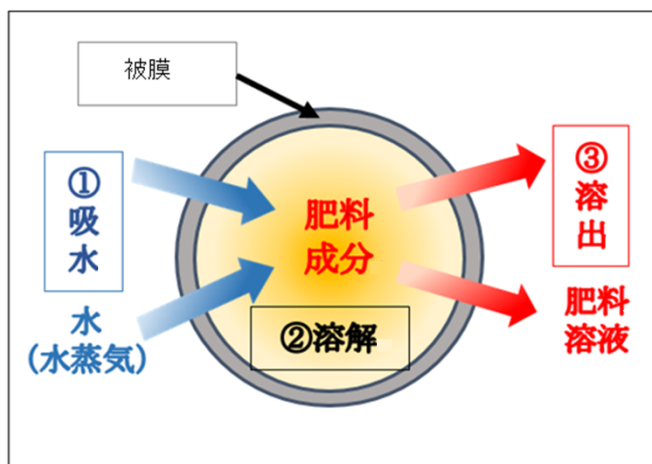 被膜
①
吸
水
水
(水蒸気)
肥料
成分
②溶解
③
溶
出
肥料
溶液